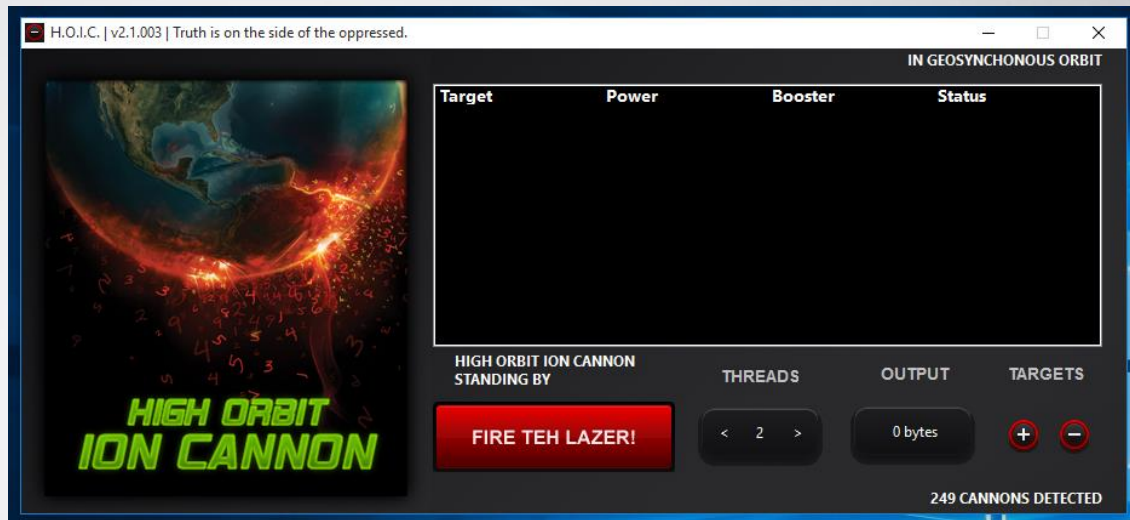 H.O.I.C. | v2.1.003 | Truth is on the side of the oppressed.
IN GEOSYNCHONOUS ORBIT
Target Power Booster Status
HIGH ORBIT
ION CANNON
HIGH ORBIT ION CANNON
STANDING BY
THREADS OUTPUT TARGETS
FIRE TEH LAZER! < 2 > 0 bytes + −
249 CANNONS DETECTED